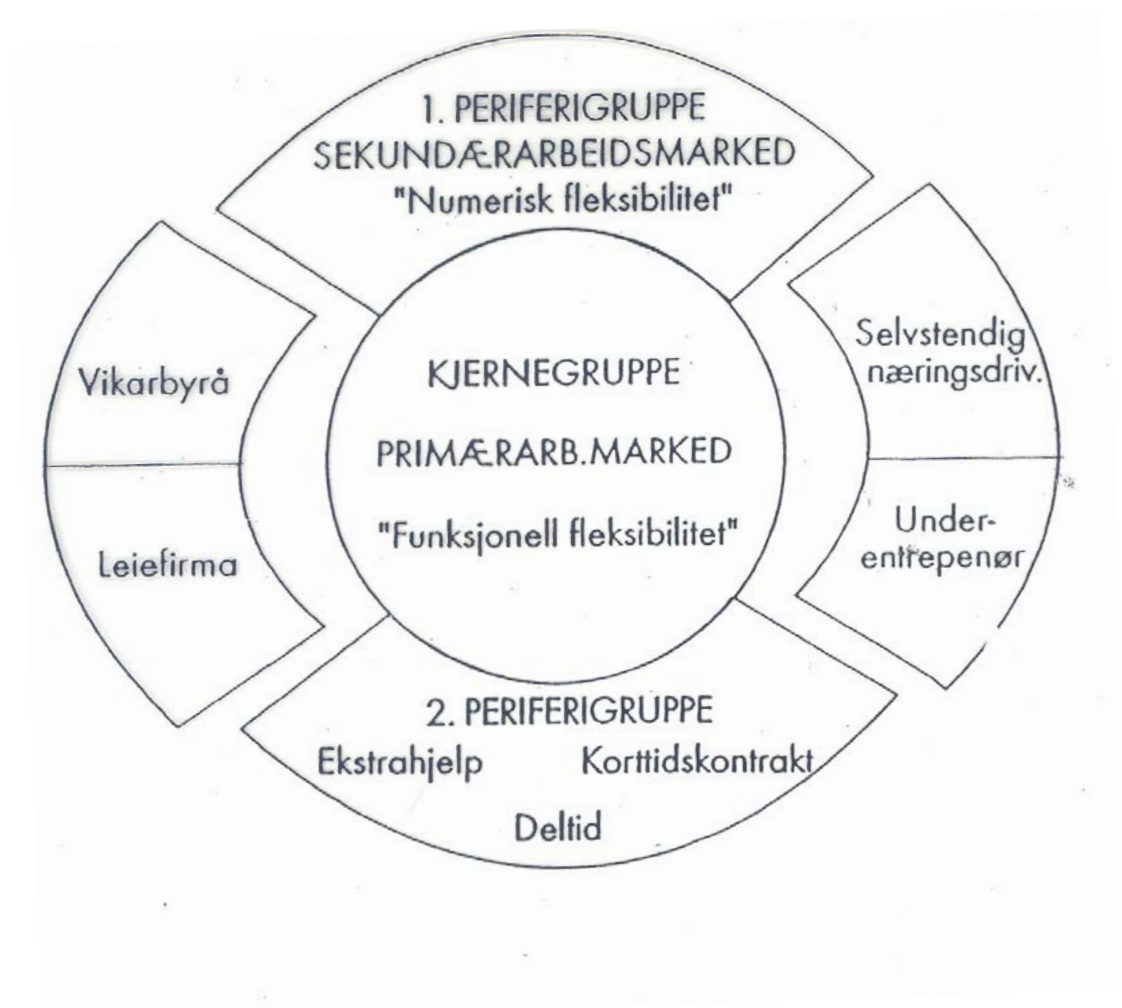 1. PERIFERIGRUPPE
SEKUNDÆRARBEIDSMARKED
"Numerisk fleksibilitet"
Vikarbyrå
Leiefirma
KJERNEGRUPPE
PRIMÆRARB.MARKED
"Funksjonell fleksibilitet"
Selvstendig
næringsdriv.
Under-
entrepenør
2. PERIFERIGRUPPE
Ekstrahjelp Korttidskontrakt
Deltid